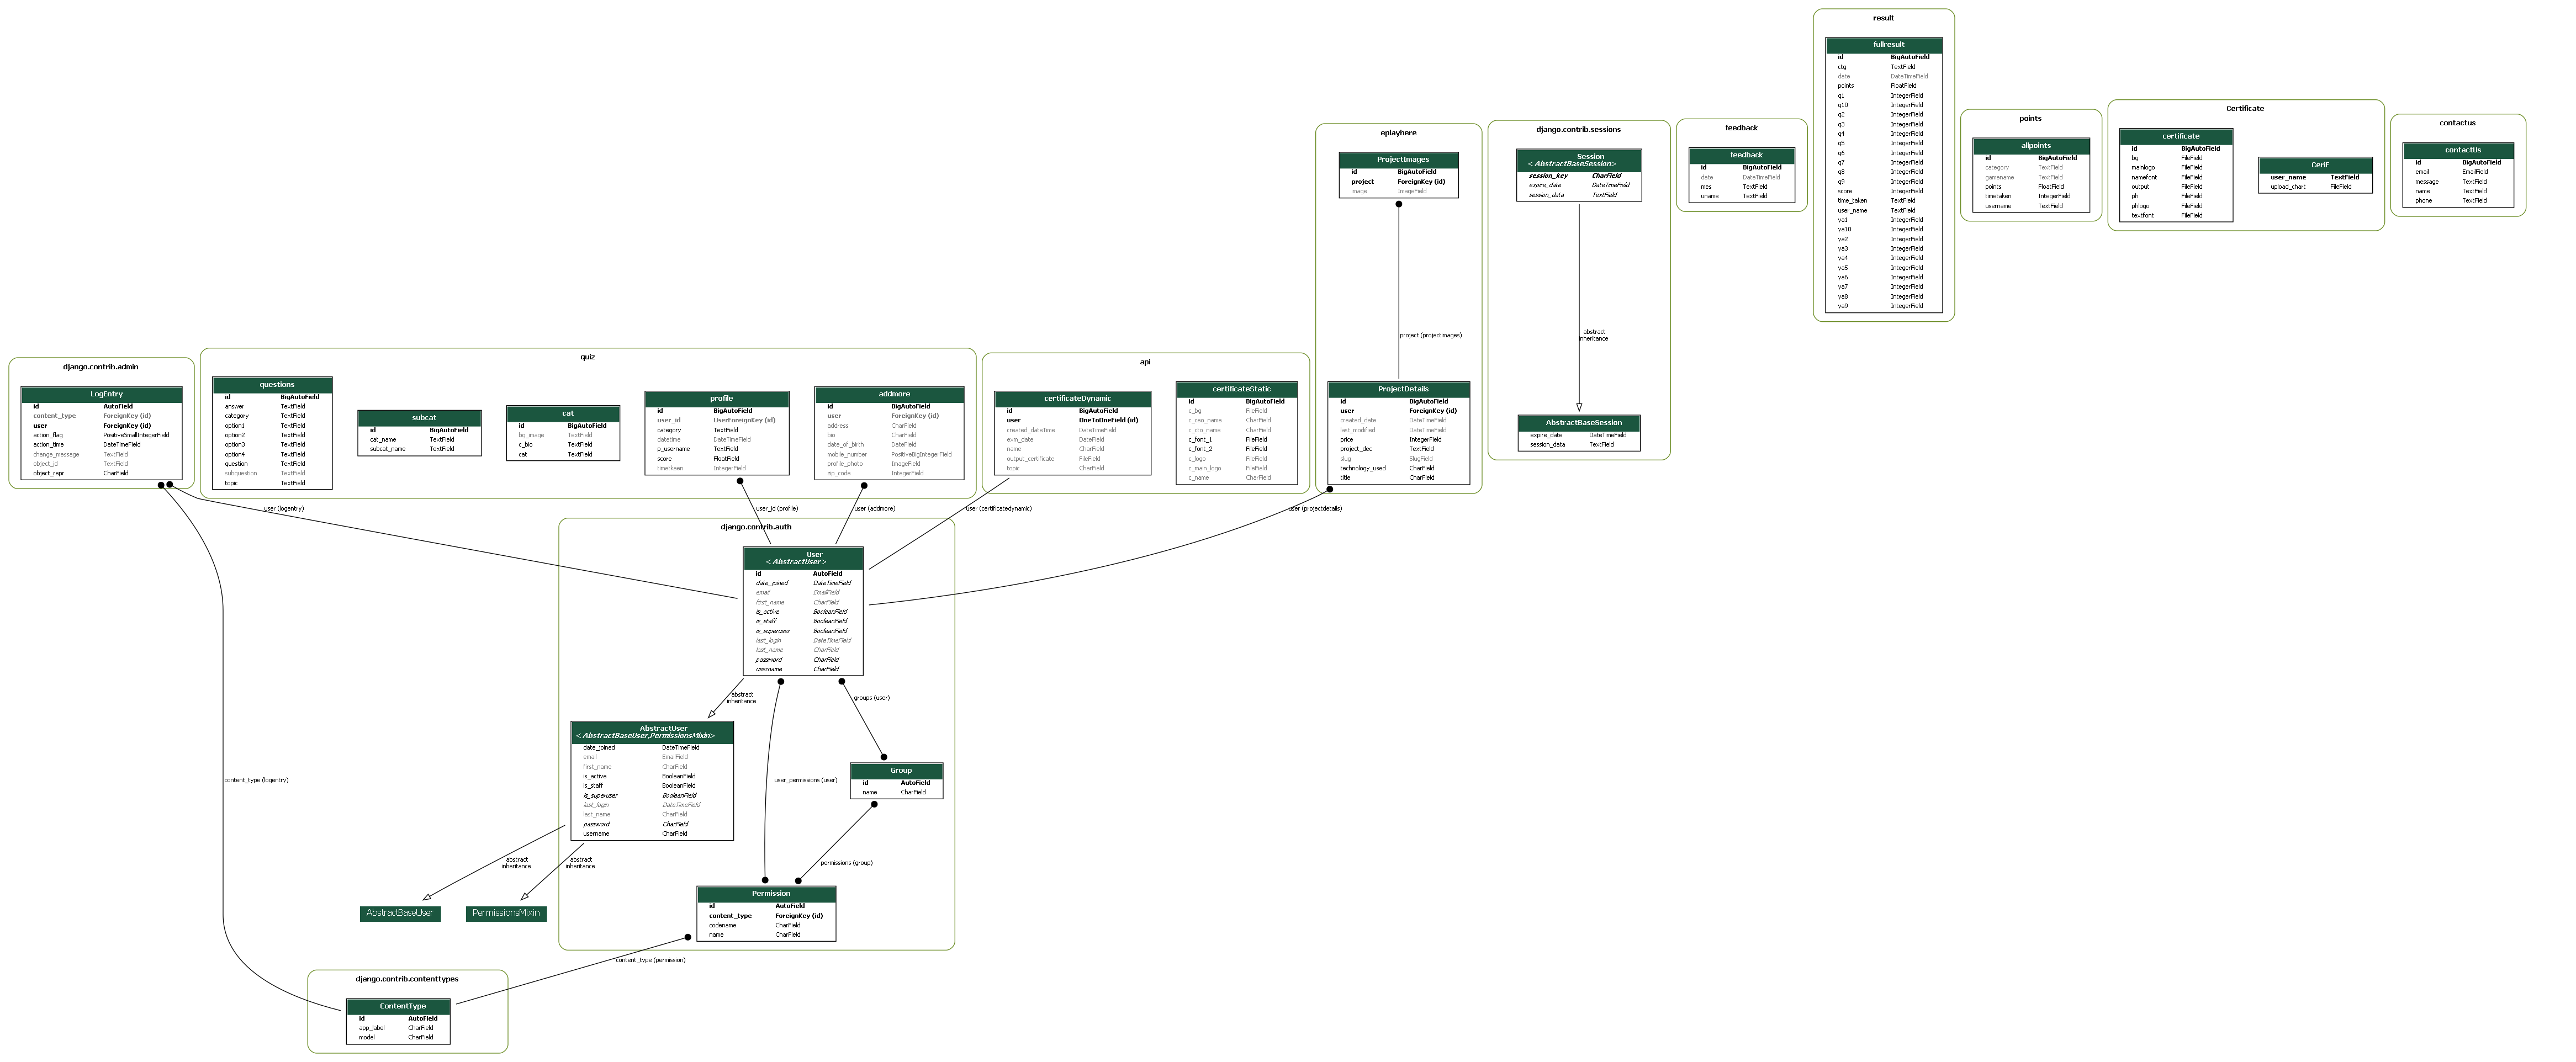 result
fullresult
id BigAutoField
ctg TextField
date DateTimeField
points FloatField
q1 IntegerField
q10 IntegerField
q2 IntegerField
q3 IntegerField
q4 IntegerField
q5 IntegerField
q6 IntegerField
q7 IntegerField
q8 IntegerField
q9 IntegerField
score IntegerField
time_taken TextField
user_name TextField
ya1 IntegerField
ya10 IntegerField
ya2 IntegerField
ya3 IntegerField
ya4 IntegerField
ya5 IntegerField
ya6 IntegerField
ya7 IntegerField
ya8 IntegerField
ya9 IntegerField
eplayhere
ProjectImages
id BigAutoField
project ForeignKey (id)
image ImageField
project (projectimages)
ProjectDetails
id BigAutoField
user ForeignKey (id)
created_date DateTimeField
last_modified DateTimeField
price IntegerField
project_dec TextField
slug SlugField
technology_used CharField
title CharField
django.contrib.sessions
Session
<AbstractBaseSession>
session_key CharField
expire_date DateTimeField
session_data TextField
abstract
inheritance
AbstractBaseSession
expire_date DateTimeField
session_data TextField
feedback
feedback
id BigAutoField
date DateTimeField
mes TextField
uname TextField
points
allpoints
id BigAutoField
category TextField
gamename TextField
points FloatField
timetaken IntegerField
username TextField
Certificate
certificate
id BigAutoField
bg FileField
mainlogo FileField
namefont FileField
output FileField
ph FileField
phlogo FileField
textfont FileField
CeriF
user_name TextField
upload_chart FileField
contactus
contactUs
id BigAutoField
email EmailField
message TextField
name TextField
phone TextField
django.contrib.admin
LogEntry
id AutoField
content_type ForeignKey (id)
user ForeignKey (id)
action_flag PositiveSmallIntegerField
action_time DateTimeField
change_message TextField
object_id TextField
object_repr CharField
quiz
questions
id BigAutoField
answer TextField
category TextField
option1 TextField
option2 TextField
option3 TextField
option4 TextField
question TextField
subquestion TextField
topic TextField
subcat
id BigAutoField
cat_name TextField
subcat_name TextField
cat
id BigAutoField
bg_image TextField
c_bio TextField
cat TextField
profile
id BigAutoField
user_id UserForeignKey (id)
category TextField
datetime DateTimeField
p_username TextField
score FloatField
timetkaen IntegerField
addmore
id BigAutoField
user ForeignKey (id)
address CharField
bio CharField
date_of_birth DateField
mobile_number PositiveBigIntegerField
profile_photo ImageField
zip_code IntegerField
api
certificateDynamic
id BigAutoField
user OneToOneField (id)
created_dateTime DateTimeField
exm_date DateField
name CharField
output_certificate FileField
topic CharField
certificateStatic
id BigAutoField
c_bg FileField
c_ceo_name CharField
c_cto_name CharField
c_font_1 FileField
c_font_2 FileField
c_logo FileField
c_main_logo FileField
c_name CharField
user (logentry)
user_id (profile)
user (addmore)
user (certificatedynamic)
user (projectdetails)
django.contrib.auth
User
<AbstractUser>
id AutoField
date_joined DateTimeField
email EmailField
first_name CharField
is_active BooleanField
is_staff BooleanField
is_superuser BooleanField
last_login DateTimeField
last_name CharField
password CharField
username CharField
abstract
inheritance
groups (user)
AbstractUser
<AbstractBaseUser,PermissionsMixin>
date_joined DateTimeField
email EmailField
first_name CharField
is_active BooleanField
is_staff BooleanField
is_superuser BooleanField
last_login DateTimeField
last_name CharField
password CharField
username CharField
content_type (logentry)
user_permissions (user)
Group
id AutoField
name CharField
abstract
inheritance
abstract
inheritance
permissions (group)
AbstractBaseUser
PermissionsMixin
Permission
id AutoField
content_type ForeignKey (id)
codename CharField
name CharField
content_type (permission)
django.contrib.contenttypes
ContentType
id AutoField
app_label CharField
model CharField